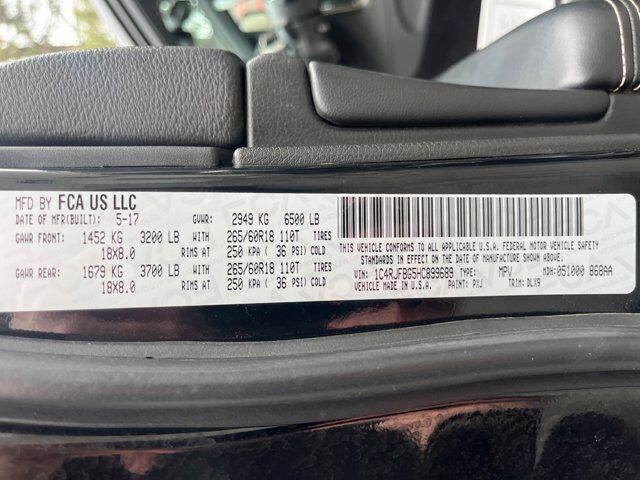 MFD BY FCA US LLC
DATE OF MFR(BUILT): 5-17 GVWR: 2949 KG 6500 LB
GAWR FRONT: 1452 KG 3200 LB WITH 265/60R18 110T TIRES
18X8.0 RIMS AT 250 KPA ( 36 PSI) COLD
GAWR REAR: 1679 KG 3700 LB WITH 265/60R18 110T TIRES
18X8.0 RIMS AT 250 KPA ( 36 PSI) COLD
THIS VEHICLE CONFORMS TO ALL APPLICABLE U.S.A. FEDERAL MOTOR VEHICLE SAFETY
STANDARDS IN EFFECT ON THE DATE OF MANUFACTURE SHOWN ABOVE.
VIN: 1C4RJFBG5HC899689 TYPE: MPV MDH: 051000 868AA
VEHICLE MADE IN U.S.A. PAINT: PXJ TRIM: DLX9